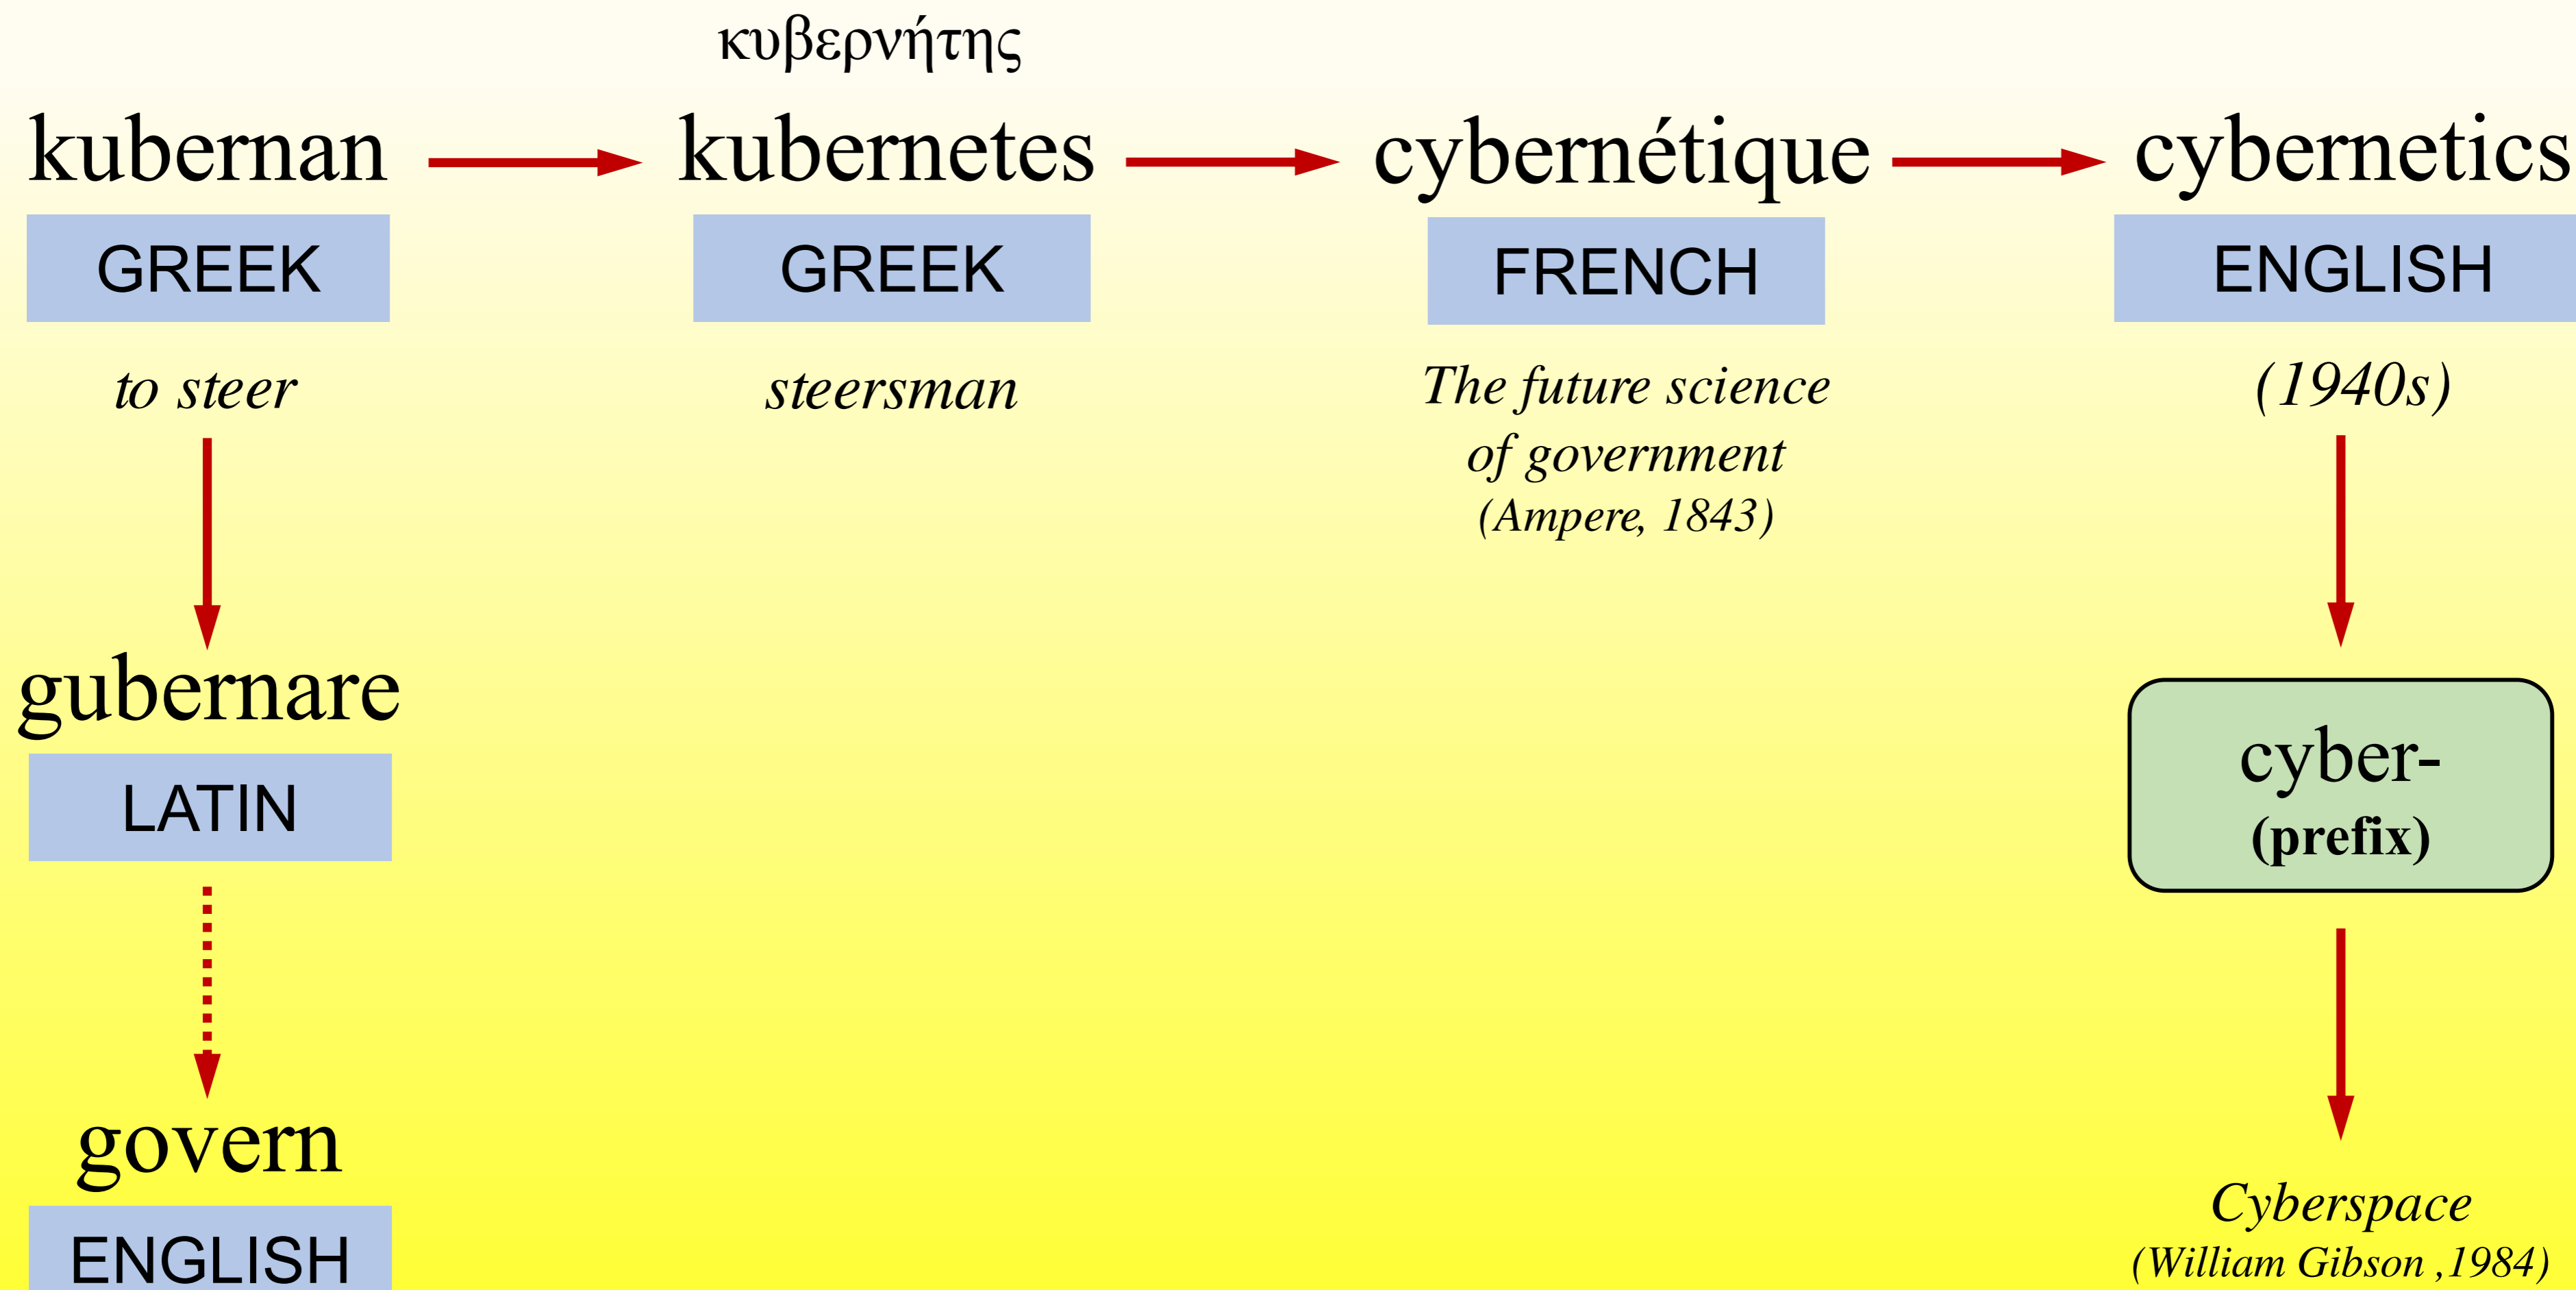 κυβερνήτης
kubernan
kubernetes
cybernétique
cybernetics
GREEK
GREEK
FRENCH
ENGLISH
to steer
steersman
The future science
of government
(Ampere, 1843)
(1940s)
gubernare
LATIN
cyber-
(prefix)
govern
ENGLISH
Cyberspace
(William Gibson ,1984)